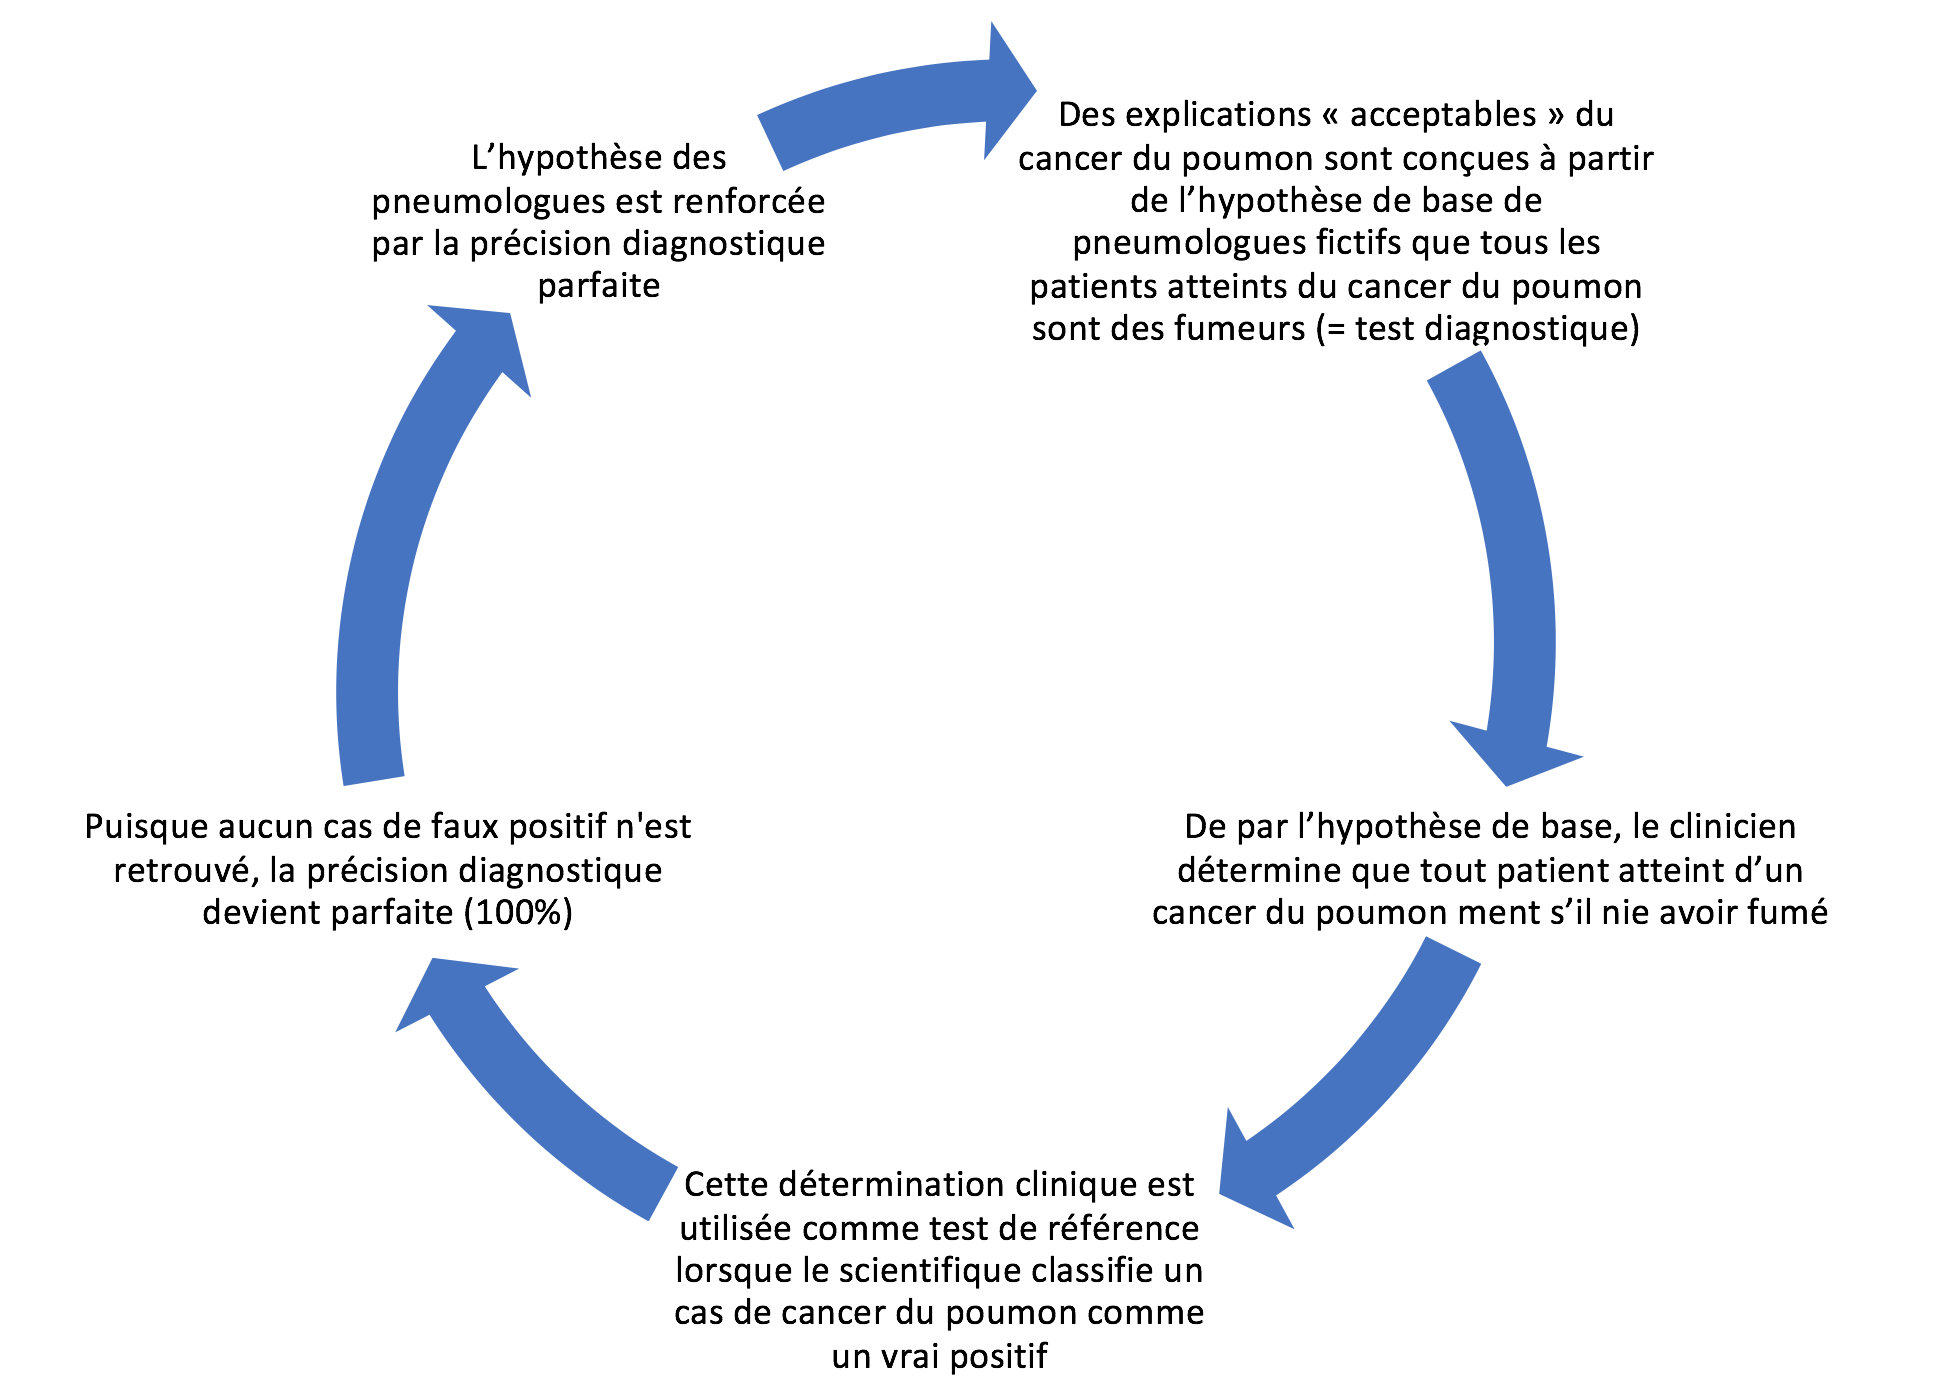 L’hypothèse des
pneumologues est renforcée
par la précision diagnostique
parfaite
Des explications « acceptables » du
cancer du poumon sont conçues à partir
de l’hypothèse de base de
pneumologues fictifs que tous les
patients atteints du cancer du poumon
sont des fumeurs (= test diagnostique)
De par l’hypothèse de base, le clinicien
détermine que tout patient atteint d’un
cancer du poumon ment s’il nie avoir fumé
Cette détermination clinique est
utilisée comme test de référence
lorsque le scientifique classifie un
cas de cancer du poumon comme
un vrai positif
Puisque aucun cas de faux positif n'est
retrouvé, la précision diagnostique
devient parfaite (100%)